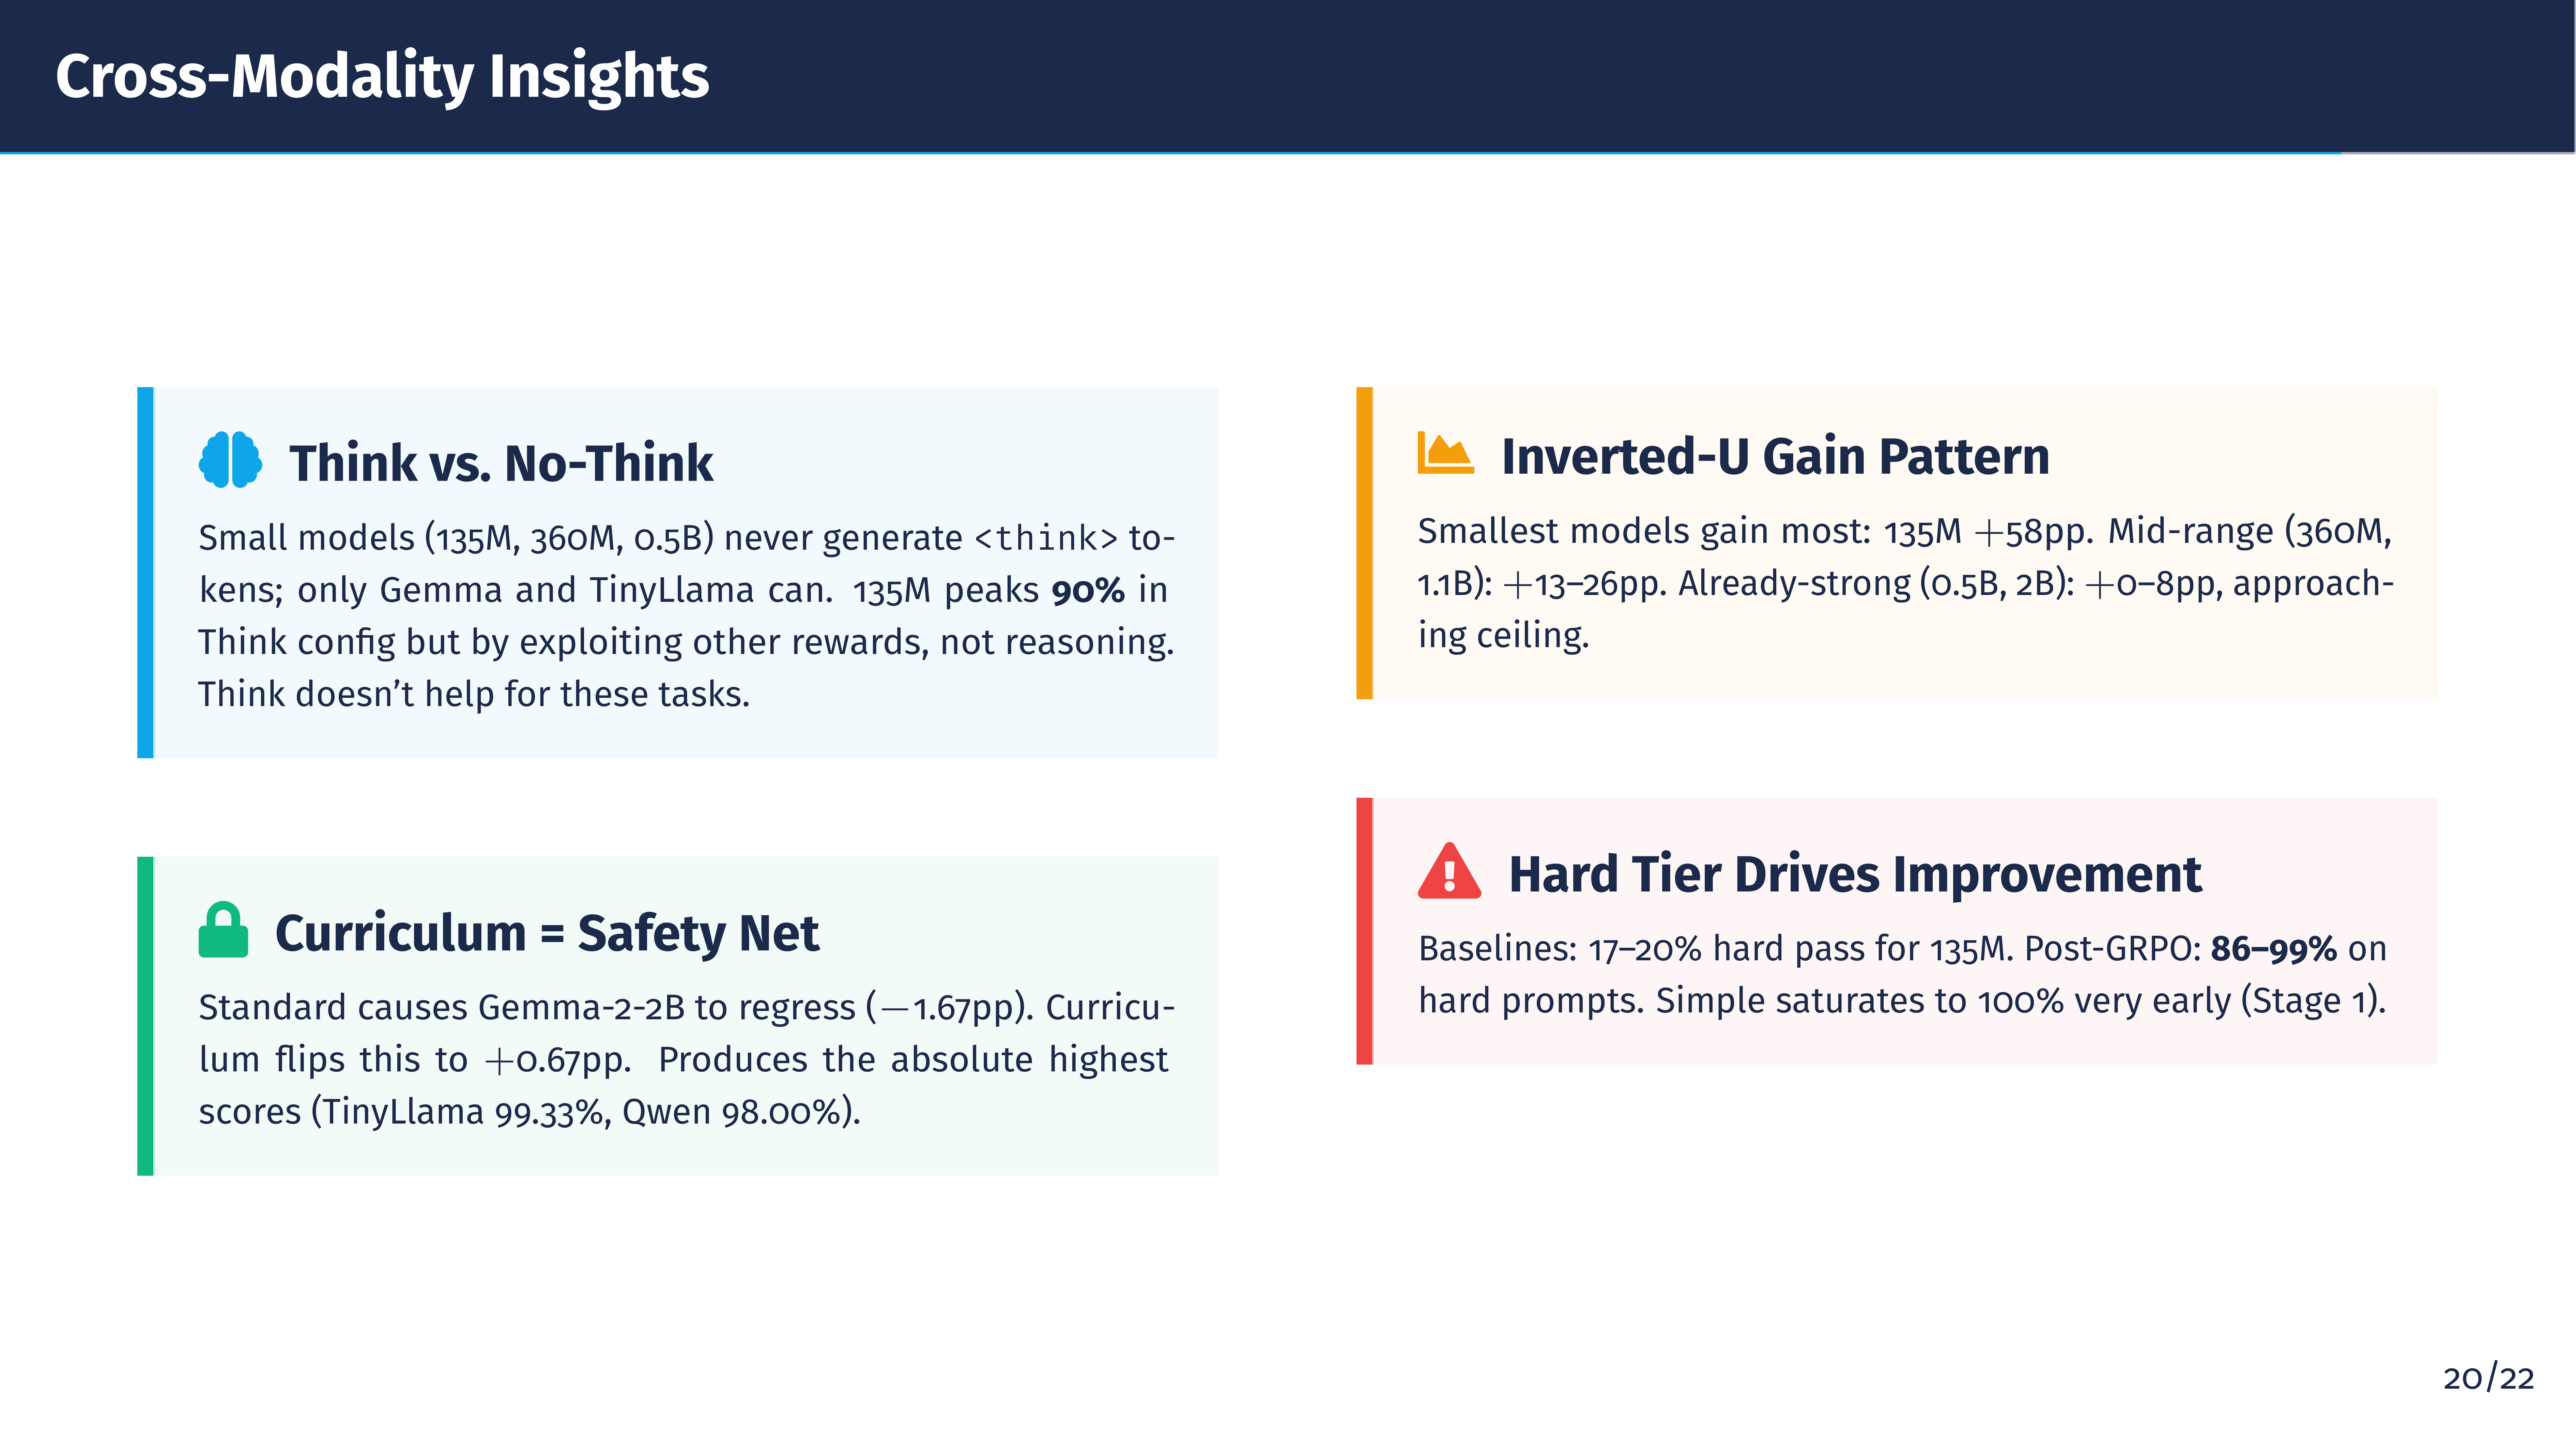 Cross-Modality Insights
Think vs. No-Think
Small models (135M, 360M, 0.5B) never generate <think> to-
kens; only Gemma and TinyLlama can. 135M peaks 90% in
Think config but by exploiting other rewards, not reasoning.
Think doesn't help for these tasks.
Curriculum = Safety Net
Standard causes Gemma-2-2B to regress (−1.67pp). Curricu-
lum flips this to +0.67pp. Produces the absolute highest
scores (TinyLlama 99.33%, Qwen 98.00%).
Inverted-U Gain Pattern
Smallest models gain most: 135M +58pp. Mid-range (360M,
1.1B): +13–26pp. Already-strong (0.5B, 2B): +0–8pp, approach-
ing ceiling.
Hard Tier Drives Improvement
Baselines: 17–20% hard pass for 135M. Post-GRPO: 86–99% on
hard prompts. Simple saturates to 100% very early (Stage 1).
20/22